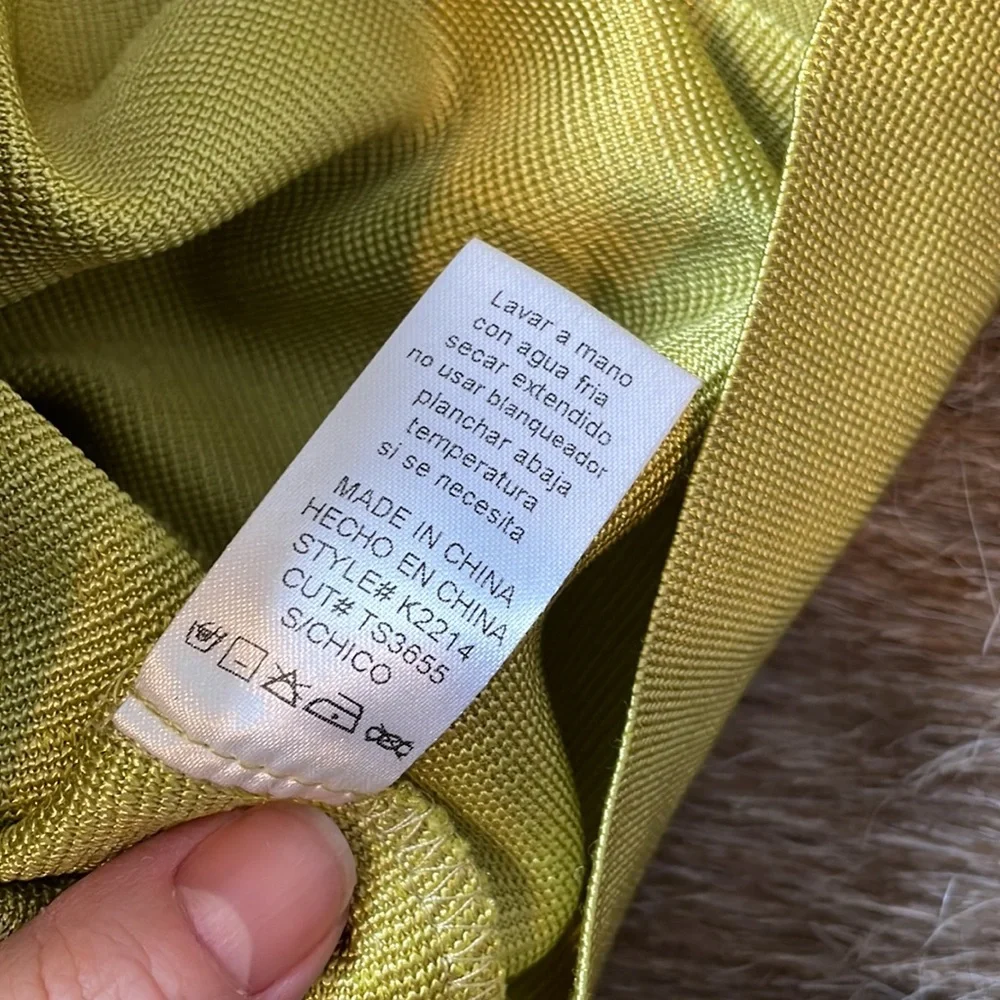 Lavar a mano
con agua fria
secar extendido
no usar blanqueador
planchar abaja
temperatura
si se necesita
MADE IN CHINA
HECHO EN CHINA
STYLE# K2214
CUT# TS3655
S/CHICO